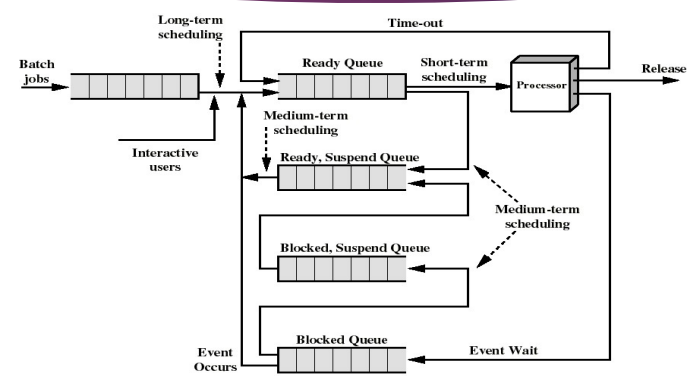 Long-term
scheduling
Time-out
Batch
jobs
Ready Queue
Short-term
scheduling
Processor
Release
Medium-term
scheduling
Interactive
users
Ready, Suspend Queue
Medium-term
scheduling
Blocked, Suspend Queue
Blocked Queue
Event
Occurs
Event Wait